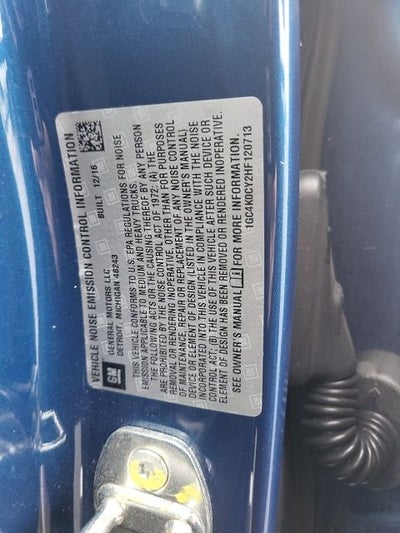 VEHICLE NOISE EMISSION CONTROL INFORMATION
GM
GENERAL MOTORS LLC
DETROIT, MICHIGAN 48243
BUILT 12/15
THIS VEHICLE CONFORMS TO U.S. EPA REGULATIONS FOR NOISE
EMISSION APPLICABLE TO MEDIUM AND HEAVY TRUCKS.
THE FOLLOWING ACTS OR THE CAUSING THEREOF BY ANY PERSON
ARE PROHIBITED BY THE NOISE CONTROL ACT OF 1972. A. THE
REMOVAL OR RENDERING INOPERATIVE, OTHER THAN FOR PURPOSES
OF MAINTENANCE, REPAIR OR REPLACEMENT OF ANY NOISE CONTROL
DEVICE OR ELEMENT OF DESIGN (LISTED IN THE OWNER'S MANUAL)
INCORPORATED INTO THIS VEHICLE IN COMPLIANCE WITH THE NOISE
CONTROL ACT, B. THE USE OF THIS VEHICLE AFTER SUCH DEVICE OR
ELEMENT OF DESIGN HAS BEEN REMOVED OR RENDERED INOPERATIVE.
SEE OWNER'S MANUAL FOR MORE INFORMATION.
1GC4K0CY2HF120713